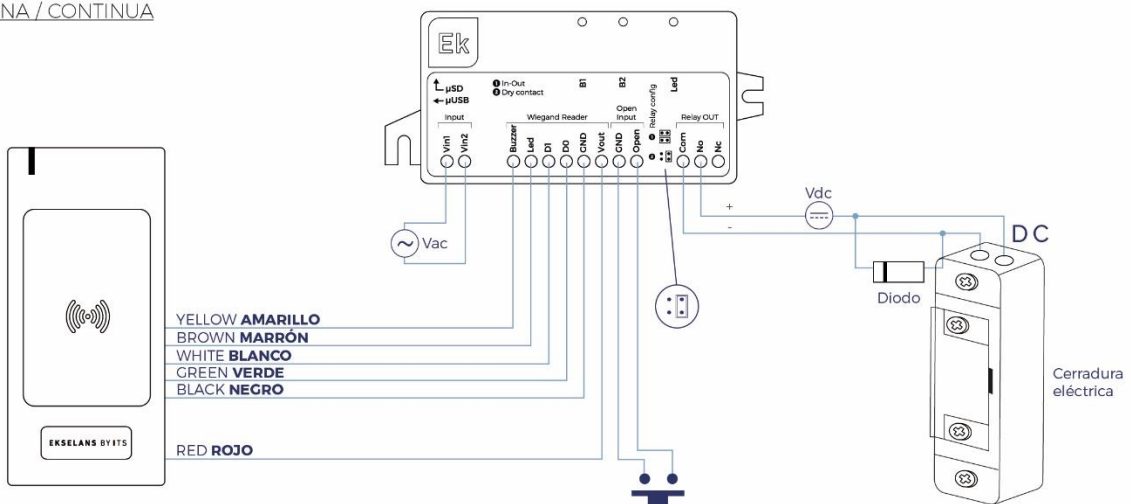 NA / CONTINUA
Ek
µSD
µUSB
1 In-Out
2 Dry contact
B1
B2
Led
Input
Wiegand Reader
Open Input
Relay config
1
2
Relay OUT
Vin1
Vin2
Buzzer
Led
D1
D0
GND
Vout
GND
Open
Com
No
Nc
Vac
+
-
Vdc
DC
Diodo
Cerradura
eléctrica
YELLOW AMARILLO
BROWN MARRÓN
WHITE BLANCO
GREEN VERDE
BLACK NEGRO
RED ROJO
EKSELANS BY ITS